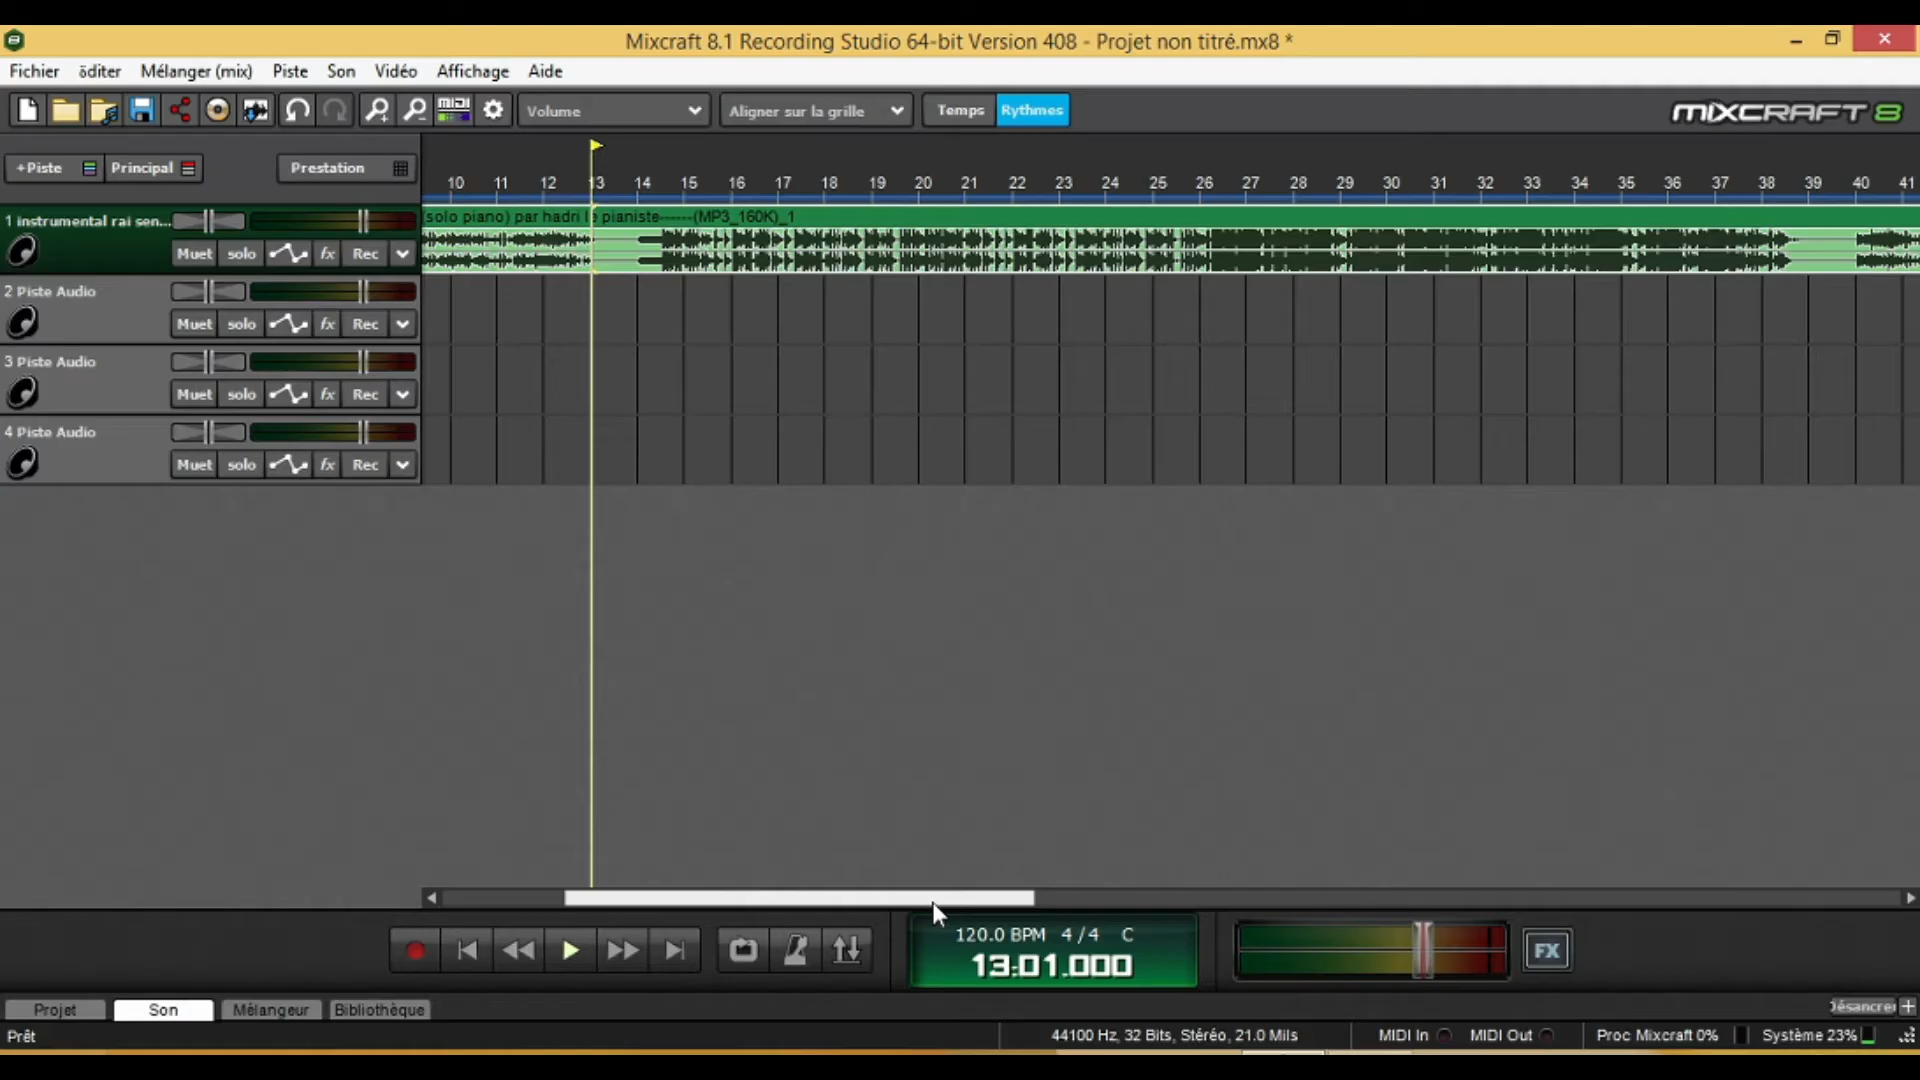 Mixcraft 8.1 Recording Studio 64-bit Version 408 - Projet non titré.mx8 *
Fichier öditer Mélanger (mix) Piste Son Vidéo Affichage Aide
MIDI Volume Aligner sur la grille Temps Rythmes MIXCRAFT 8
+Piste Principal Prestation
10 11 12 13 14 15 16 17 18 19 20 21 22 23 24 25 26 27 28 29 30 31 32 33 34 35 36 37 38 39 40 41
1 instrumental rai sen... (solo piano) par hadri le pianiste------(MP3_160K)_1
Muet solo fx Rec
2 Piste Audio
Muet solo fx Rec
3 Piste Audio
Muet solo fx Rec
4 Piste Audio
Muet solo fx Rec
120.0 BPM 4 / 4 C
13:01.000
FX
Projet Son Mélangeur Bibliothèque Désancrer
Prêt 44100 Hz, 32 Bits, Stéréo, 21.0 Mils MIDI In MIDI Out Proc Mixcraft 0% Système 23%